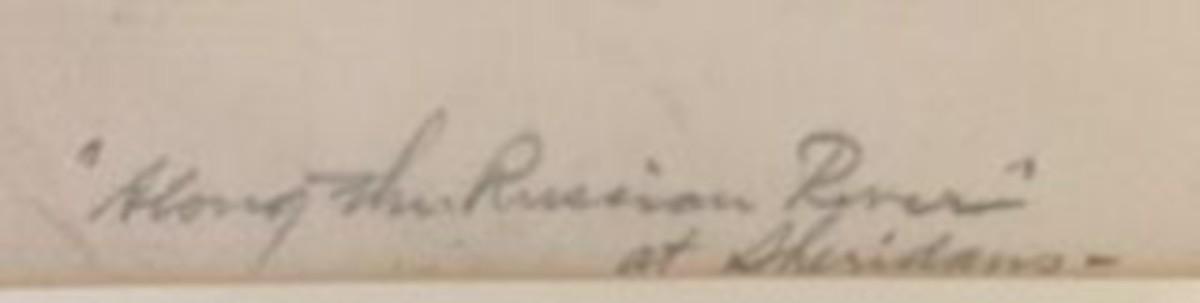 "Along the Russian River"
at Sheridans -